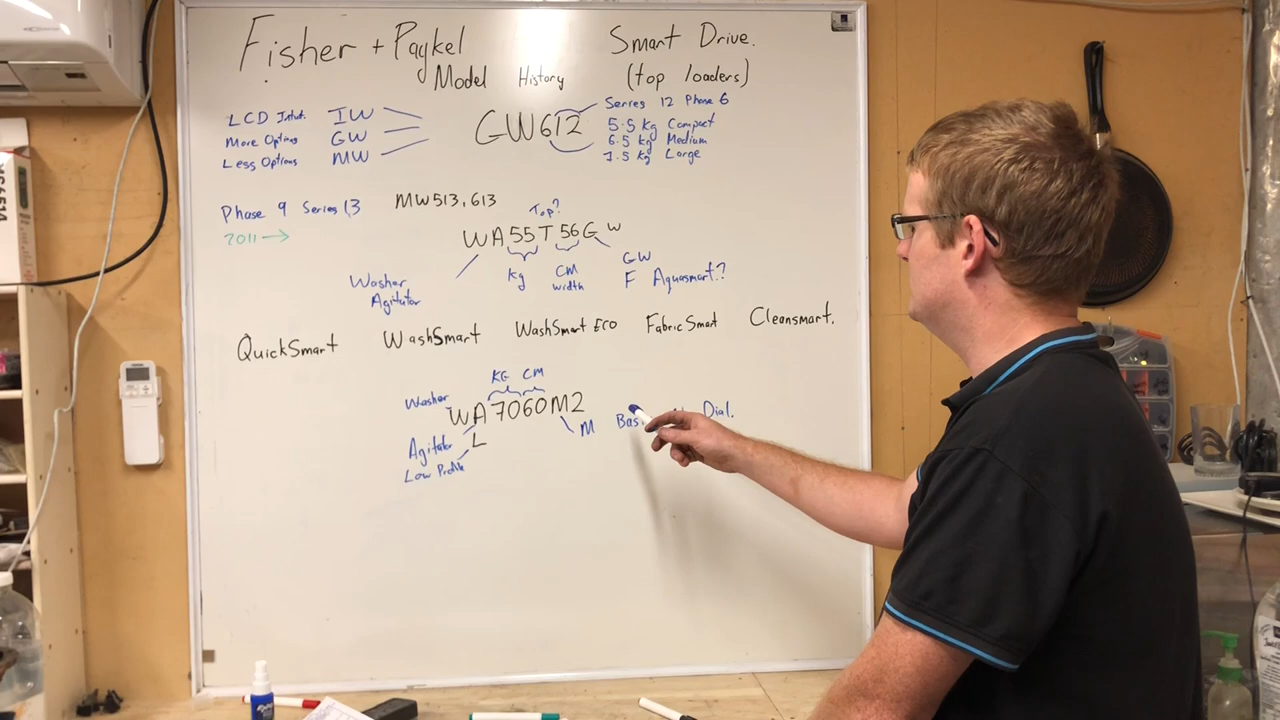 Fisher + Paykel Smart Drive.
Model History (top loaders)
LCD Intuit. IW
More Options GW
Less Options MW
GW612
Series 12 Phase 6
5.5 kg Compact
6.5 kg Medium
7.5 kg Large
Phase 9 Series 13
2011 →
MW513, 613
Top?
WA55T56G W
Washer
Agitator
kg
CM
width
GW
F Aquasmart?
QuickSmart WashSmart WashSmart ECO FabricSmart Cleansmart.
KG CM
Washer
WA7060M2
Agitator L
Low Profile
M
Dial.